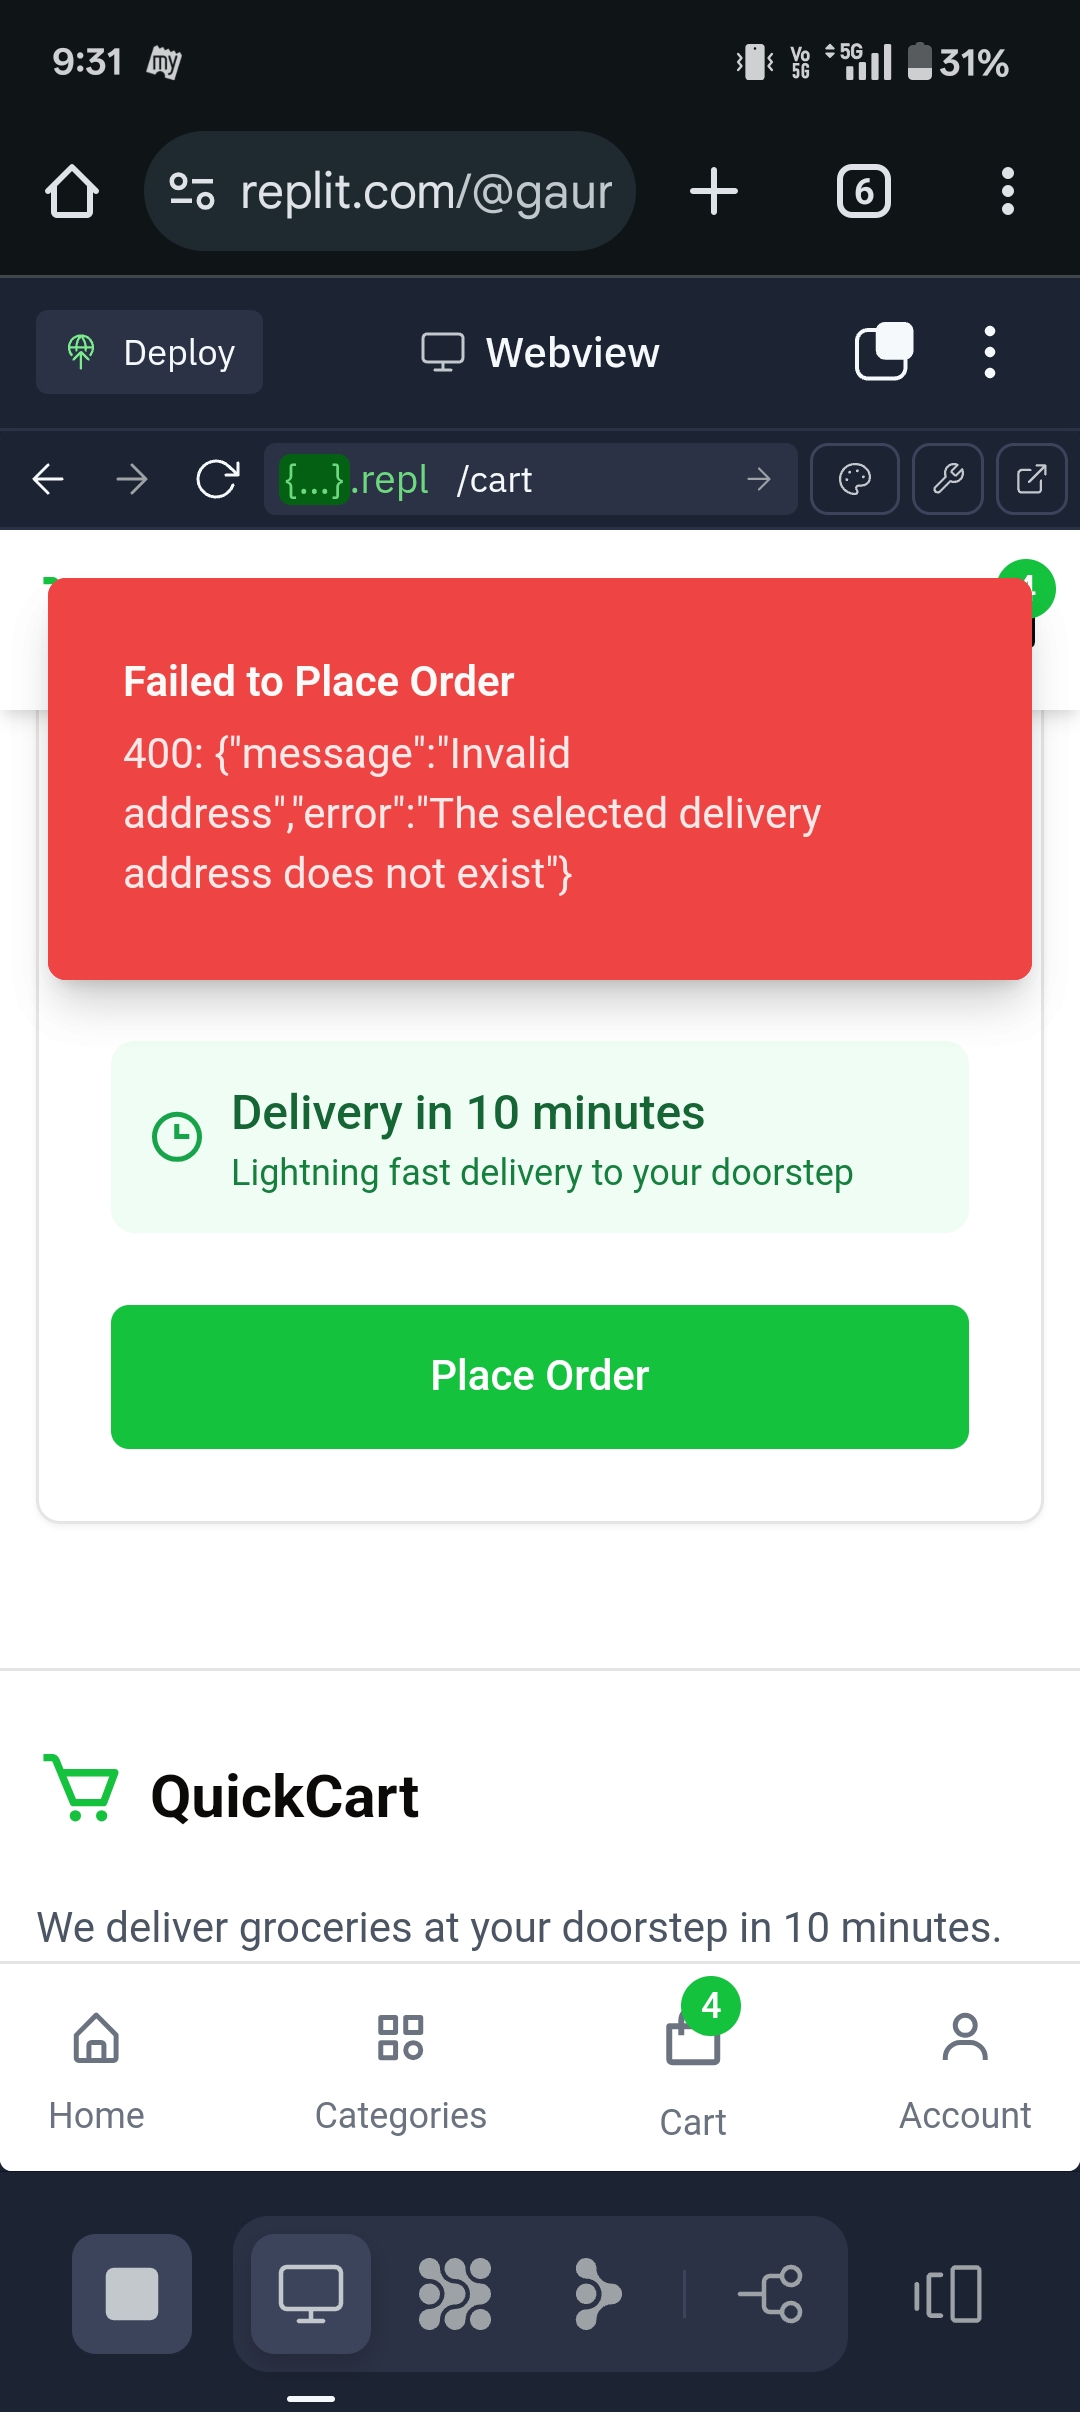 9:31 my Vo 5G 5G 31%
replit.com/@gaur 6
Deploy Webview
{...}.repl /cart
Failed to Place Order
400: {"message":"Invalid
address","error":"The selected delivery
address does not exist"}
Delivery in 10 minutes
Lightning fast delivery to your doorstep
Place Order
QuickCart
We deliver groceries at your doorstep in 10 minutes.
4
Home Categories Cart Account